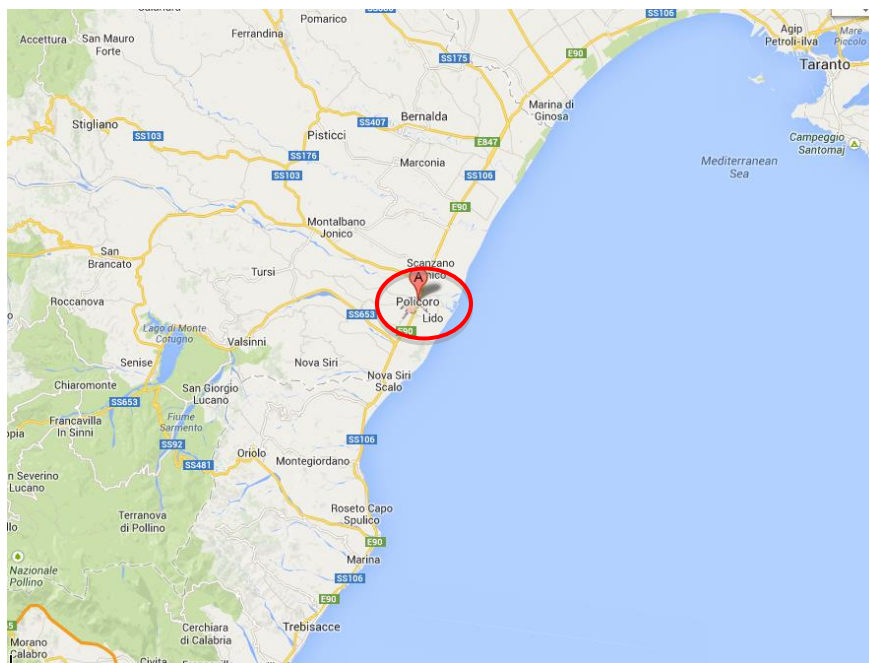 SS106
Pomarico
Accettura
San Mauro
Forte
Ferrandina
E90
Agip
Petroli-ilva
Mare
Piccolo
Taranto
SS175
Marina di
Ginosa
Bernalda
SS407
Stigliano
SS103
Pisticci
E847
Campeggio
Santomaj
SS176
Marconia
SS103
SS106
Mediterranean
Sea
E90
Montalbano
Jonico
San
Brancato
Scanzano
Tursi
A
Roccanova
Policoro
SS653
Lido
Lago di Monte
Cotugno
E90
Valsinni
Senise
Nova Siri
Nova Siri
Scalo
Chiaromonte
San Giorgio
Lucano
SS653
Francavilla
In Sinni
Fiume
Sarmento
SS92
SS106
Oriolo
Montegiordano
SS481
n Severino
Lucano
Terranova
di Pollino
Roseto Capo
Spulico
E90
Marina
Nazionale
Pollino
SS106
E90
Cerchiara
di Calabria
Trebisacce
Morano
Calabro
Civita